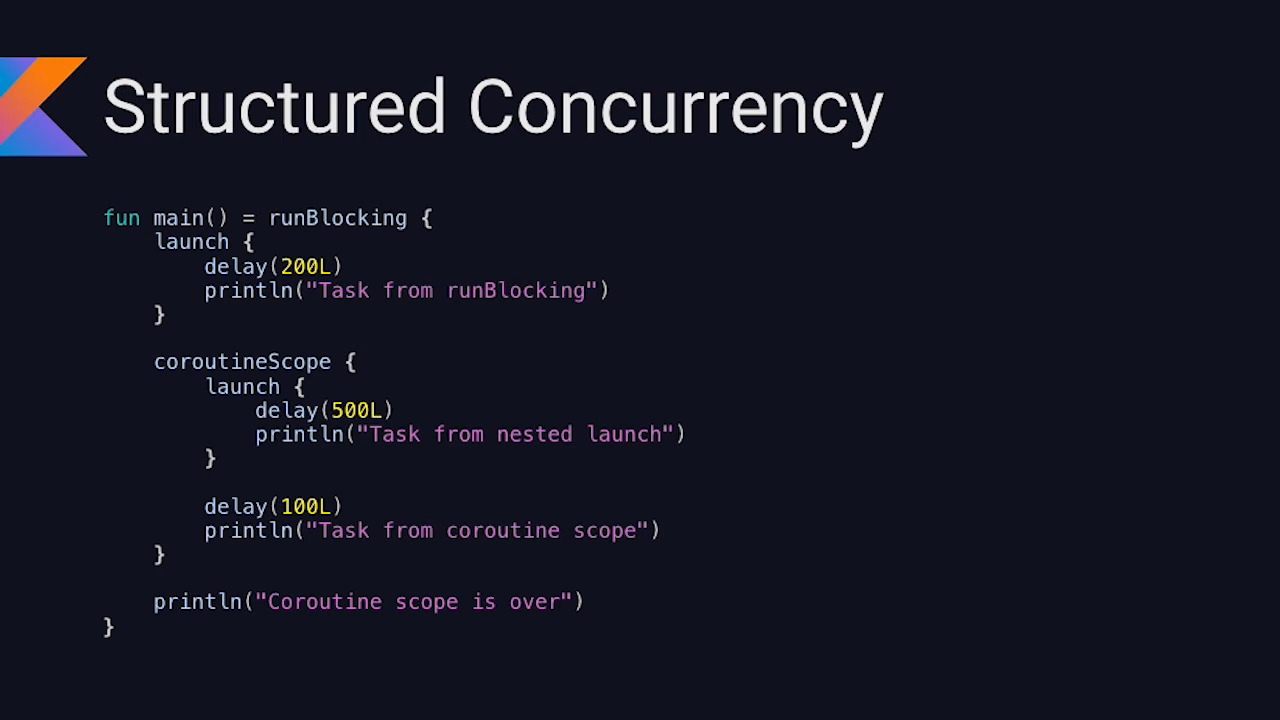 Structured Concurrency
fun main() = runBlocking {
    launch {
        delay(200L)
        println("Task from runBlocking")
    }
    coroutineScope {
        launch {
            delay(500L)
            println("Task from nested launch")
        }
        delay(100L)
        println("Task from coroutine scope")
    }
    println("Coroutine scope is over")
}